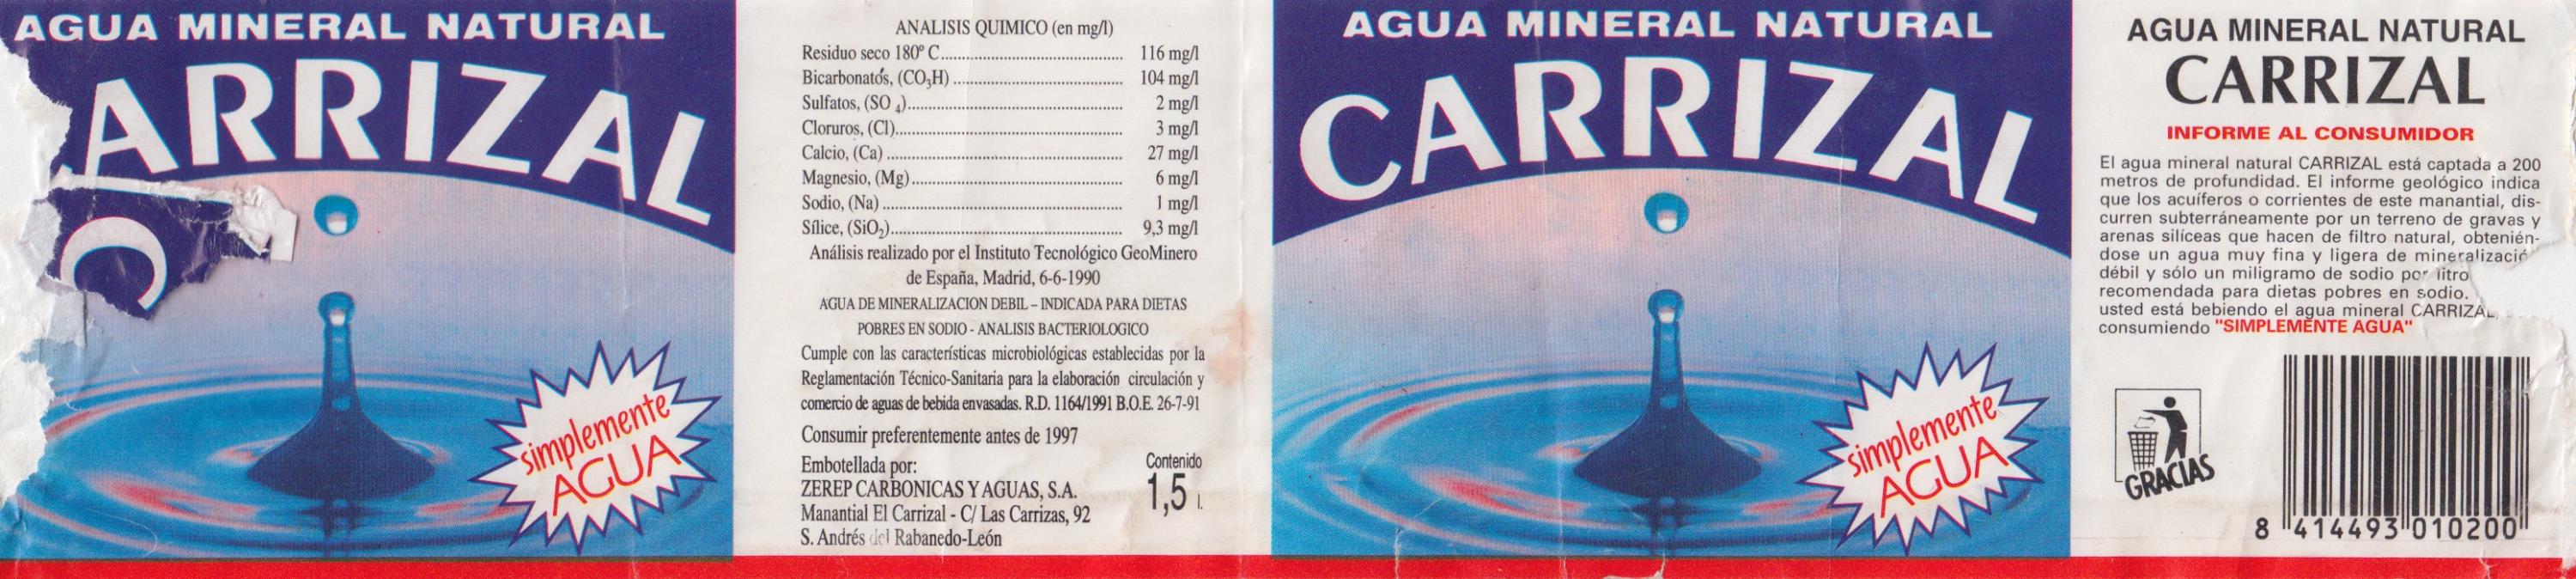 AGUA MINERAL NATURAL
CARRIZAL
simplemente
AGUA
ANALISIS QUIMICO (en mg/l)
Residuo seco 180º C........ 116 mg/l
Bicarbonatos, (CO₃H)........ 104 mg/l
Sulfatos, (SO ₄)........ 2 mg/l
Cloruros, (Cl)........ 3 mg/l
Calcio, (Ca)........ 27 mg/l
Magnesio, (Mg)........ 6 mg/l
Sodio, (Na)........ 1 mg/l
Sílice, (SiO₂)........ 9,3 mg/l
Análisis realizado por el Instituto Tecnológico GeoMinero
de España, Madrid, 6-6-1990
AGUA DE MINERALIZACION DEBIL – INDICADA PARA DIETAS
POBRES EN SODIO - ANALISIS BACTERIOLOGICO
Cumple con las características microbiológicas establecidas por la
Reglamentación Técnico-Sanitaria para la elaboración circulación y
comercio de aguas de bebida envasadas. R.D. 1164/1991 B.O.E. 26-7-91
Consumir preferentemente antes de 1997
Embotellada por:
ZEREP CARBONICAS Y AGUAS, S.A.
Manantial El Carrizal - C/ Las Carrizas, 92
S. Andrés del Rabanedo-León
Contenido
1,5 l.
AGUA MINERAL NATURAL
CARRIZAL
simplemente
AGUA
AGUA MINERAL NATURAL
CARRIZAL
INFORME AL CONSUMIDOR
El agua mineral natural CARRIZAL está captada a 200
metros de profundidad. El informe geológico indica
que los acuíferos o corrientes de este manantial, dis-
curren subterráneamente por un terreno de gravas y
arenas silíceas que hacen de filtro natural, obtenién-
dose un agua muy fina y ligera de mineralizació
débil y sólo un miligramo de sodio por litro
recomendada para dietas pobres en sodio.
usted está bebiendo el agua mineral CARRIZAL
consumiendo "SIMPLEMENTE AGUA"
GRACIAS
8 414493 010200